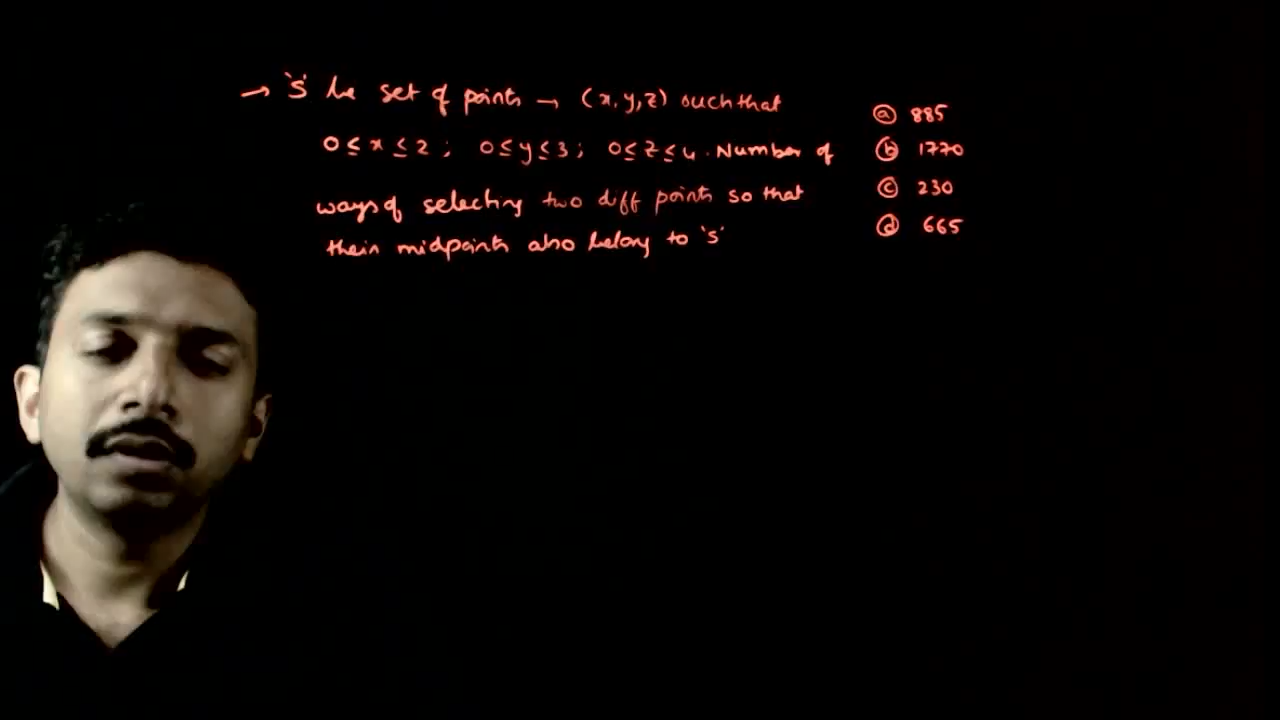 → 'S' be set of points → (x, y, z) such that
0 ≤ x ≤ 2 ; 0 ≤ y ≤ 3 ; 0 ≤ z ≤ 4 . Number of
ways of selecting two diff points so that
their midpoints also belong to 's'
ⓐ 885
ⓑ 1770
ⓒ 230
ⓓ 665